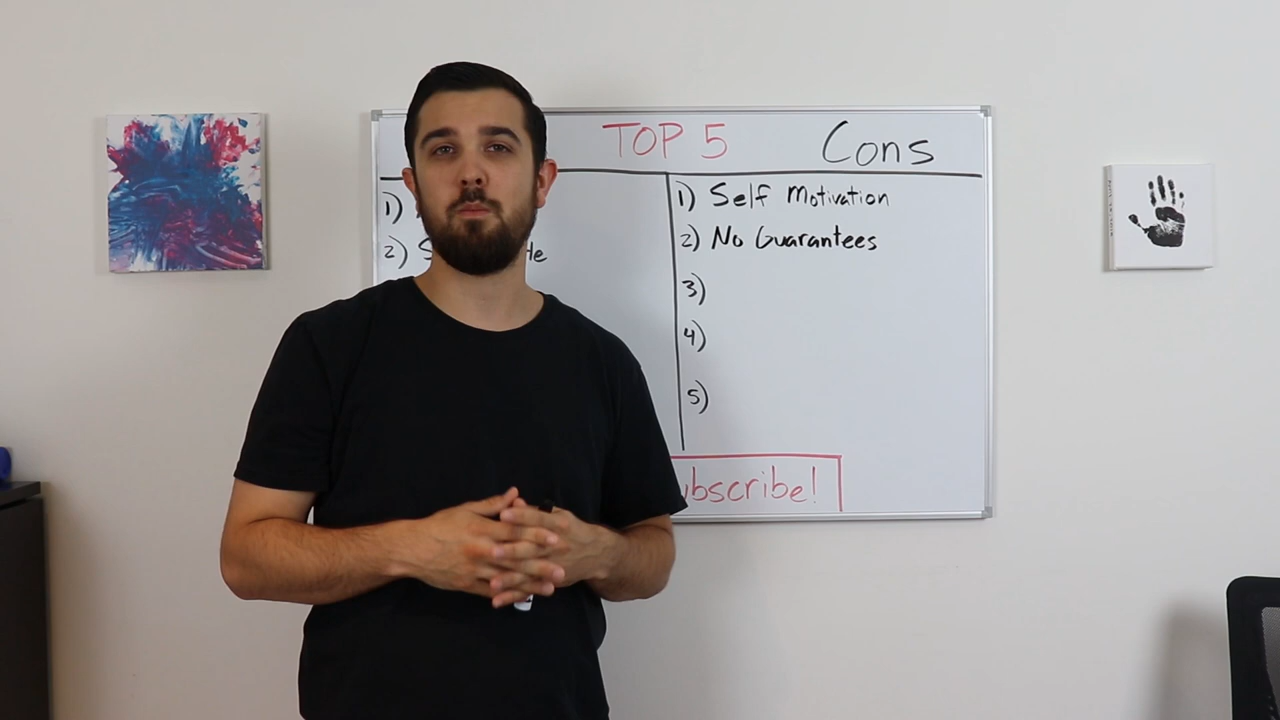 TOP 5 Cons
1)
2)
1) Self Motivation
2) No Guarantees
3)
4)
5)
ubscribe!